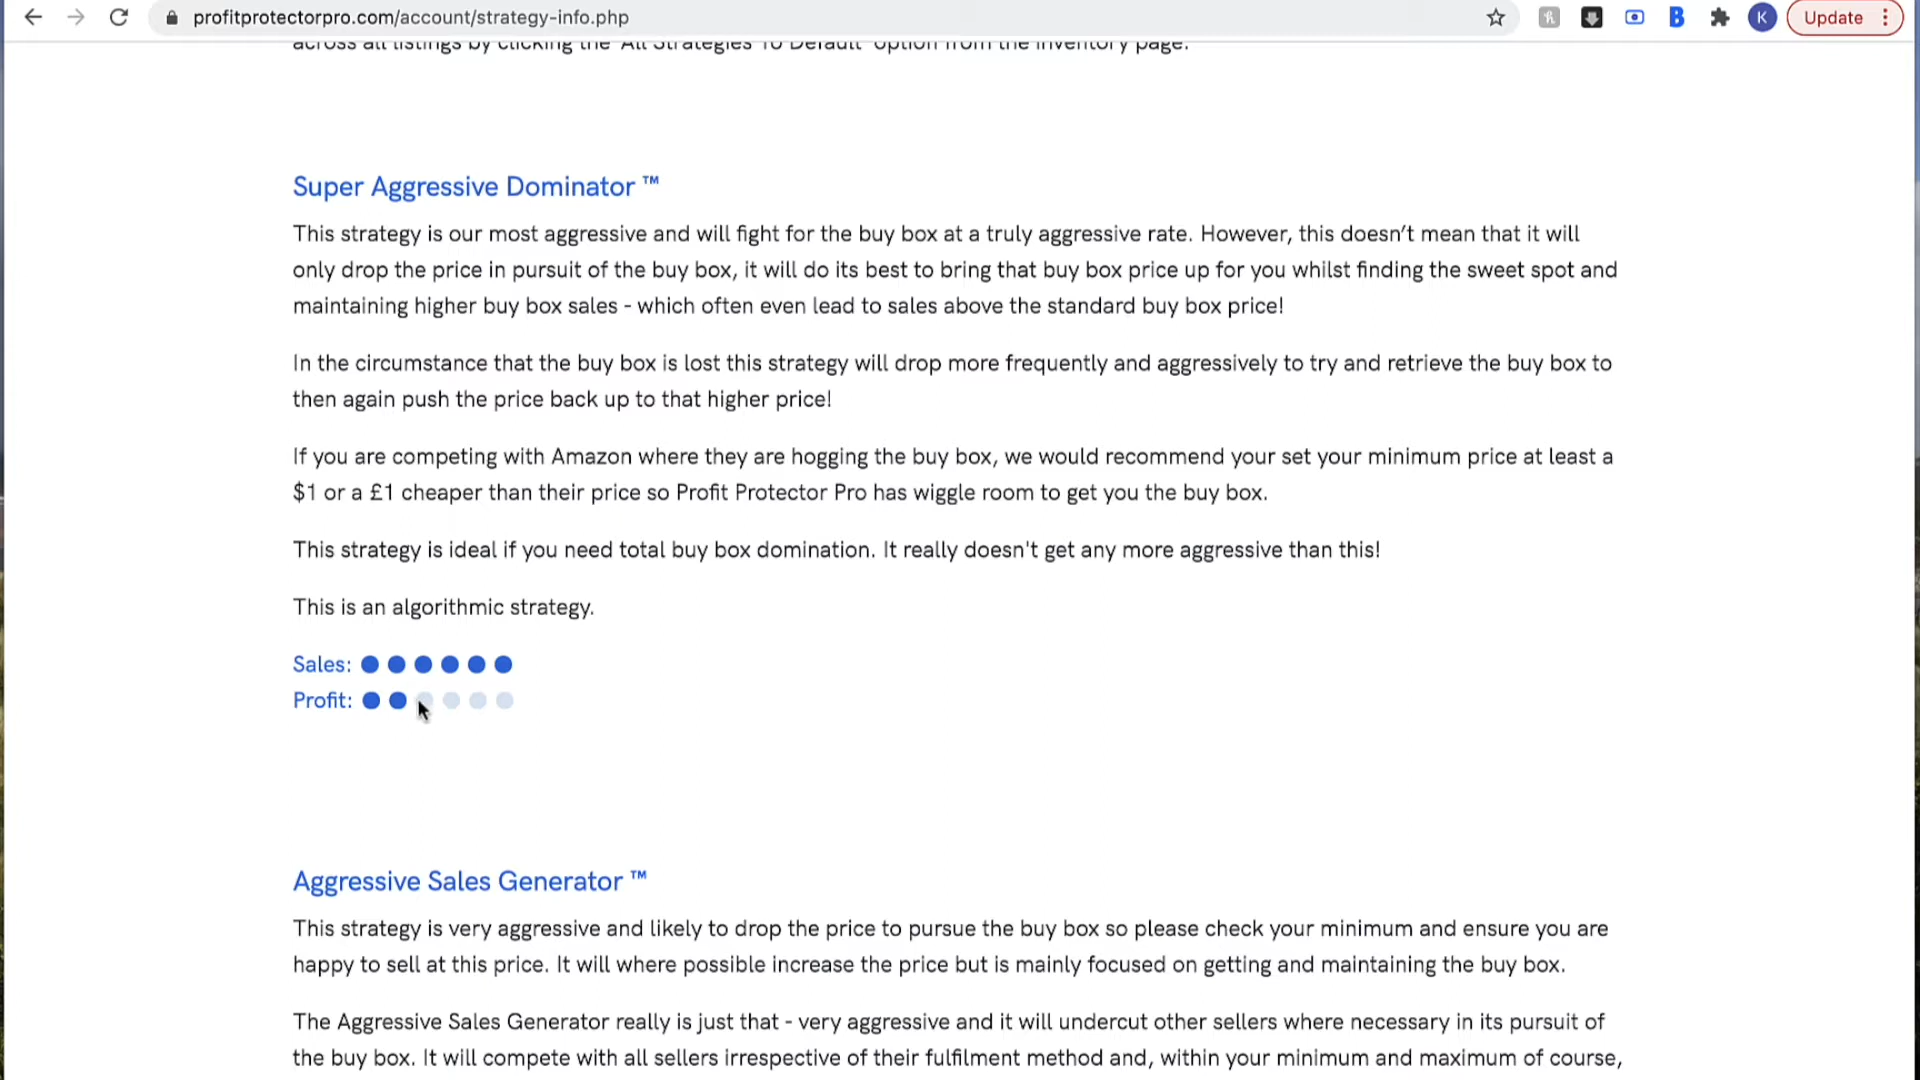 profitprotectorpro.com/account/strategy-info.php
K
Update
across all listings by clicking the 'All Strategies To Default' option from the inventory page.
Super Aggressive Dominator ™
This strategy is our most aggressive and will fight for the buy box at a truly aggressive rate. However, this doesn’t mean that it will
only drop the price in pursuit of the buy box, it will do its best to bring that buy box price up for you whilst finding the sweet spot and
maintaining higher buy box sales - which often even lead to sales above the standard buy box price!
In the circumstance that the buy box is lost this strategy will drop more frequently and aggressively to try and retrieve the buy box to
then again push the price back up to that higher price!
If you are competing with Amazon where they are hogging the buy box, we would recommend your set your minimum price at least a
$1 or a £1 cheaper than their price so Profit Protector Pro has wiggle room to get you the buy box.
This strategy is ideal if you need total buy box domination. It really doesn't get any more aggressive than this!
This is an algorithmic strategy.
Sales:
Profit:
Aggressive Sales Generator ™
This strategy is very aggressive and likely to drop the price to pursue the buy box so please check your minimum and ensure you are
happy to sell at this price. It will where possible increase the price but is mainly focused on getting and maintaining the buy box.
The Aggressive Sales Generator really is just that - very aggressive and it will undercut other sellers where necessary in its pursuit of
the buy box. It will compete with all sellers irrespective of their fulfilment method and, within your minimum and maximum of course,